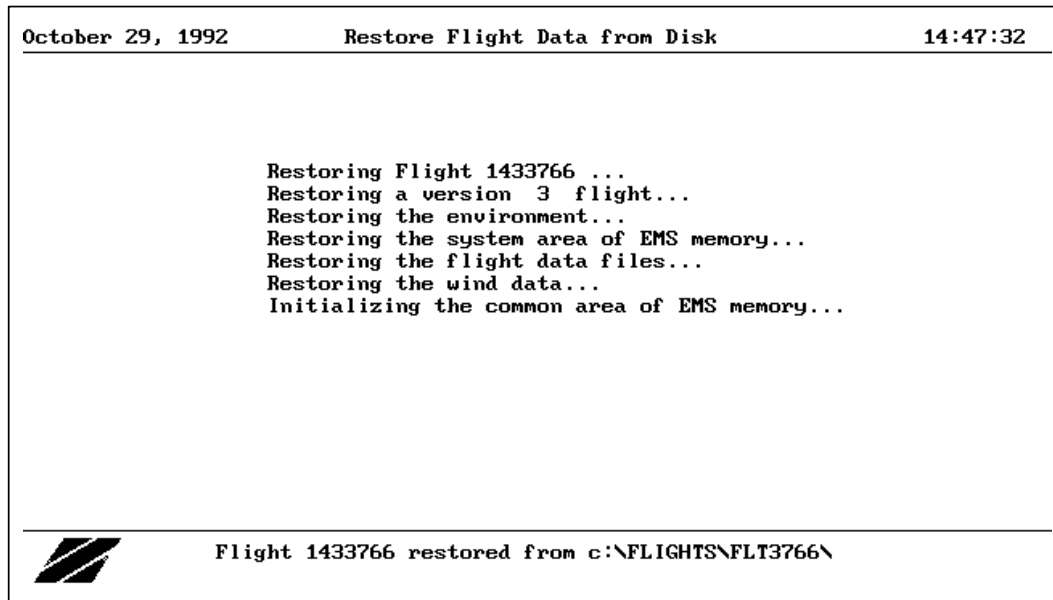 October 29, 1992 Restore Flight Data from Disk 14:47:32
Restoring Flight 1433766 ...
Restoring a version 3 flight...
Restoring the environment...
Restoring the system area of EMS memory...
Restoring the flight data files...
Restoring the wind data...
Initializing the common area of EMS memory...
Flight 1433766 restored from c:\FLIGHTS\FLT3766\